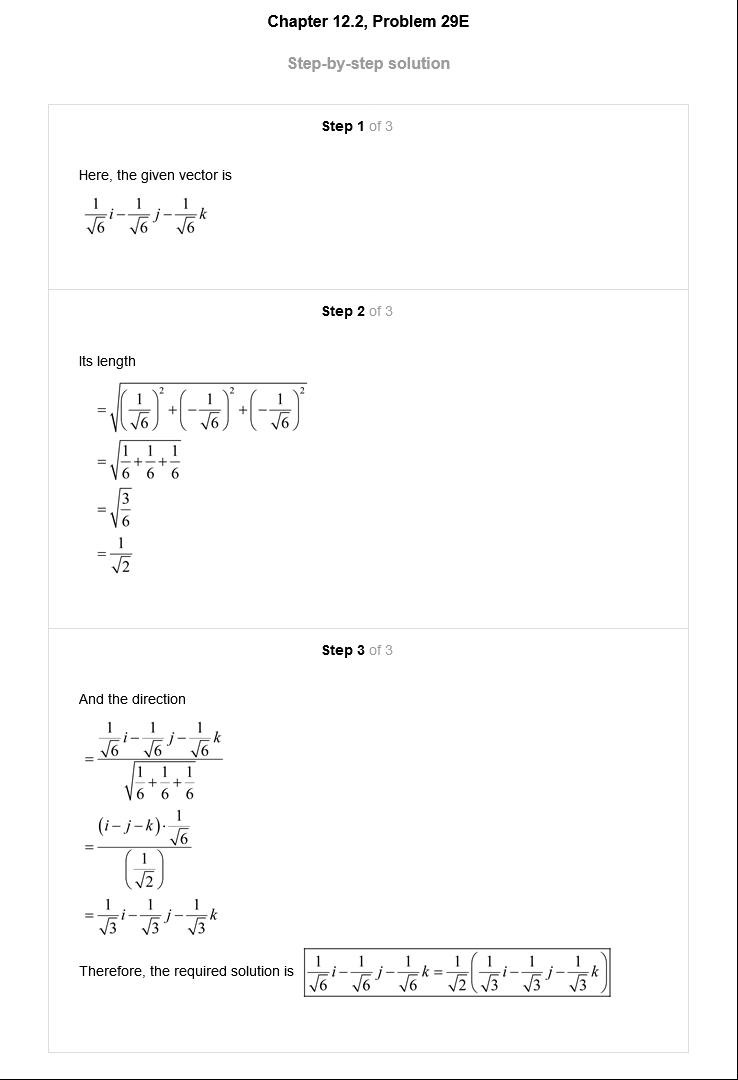 Chapter 12.2, Problem 29E
Step-by-step solution
Step 1 of 3
Here, the given vector is
\frac{1}{\sqrt{6}}i-\frac{1}{\sqrt{6}}j-\frac{1}{\sqrt{6}}k
Step 2 of 3
Its length
=\sqrt{\left(\frac{1}{\sqrt{6}}\right)^2+\left(-\frac{1}{\sqrt{6}}\right)^2+\left(-\frac{1}{\sqrt{6}}\right)^2}
=\sqrt{\frac{1}{6}+\frac{1}{6}+\frac{1}{6}}
=\sqrt{\frac{3}{6}}
=\frac{1}{\sqrt{2}}
Step 3 of 3
And the direction
=\frac{\frac{1}{\sqrt{6}}i-\frac{1}{\sqrt{6}}j-\frac{1}{\sqrt{6}}k}{\sqrt{\frac{1}{6}+\frac{1}{6}+\frac{1}{6}}}
=\frac{(i-j-k)\cdot\frac{1}{\sqrt{6}}}{\left(\frac{1}{\sqrt{2}}\right)}
=\frac{1}{\sqrt{3}}i-\frac{1}{\sqrt{3}}j-\frac{1}{\sqrt{3}}k
Therefore, the required solution is \frac{1}{\sqrt{6}}i-\frac{1}{\sqrt{6}}j-\frac{1}{\sqrt{6}}k=\frac{1}{\sqrt{2}}\left(\frac{1}{\sqrt{3}}i-\frac{1}{\sqrt{3}}j-\frac{1}{\sqrt{3}}k\right)